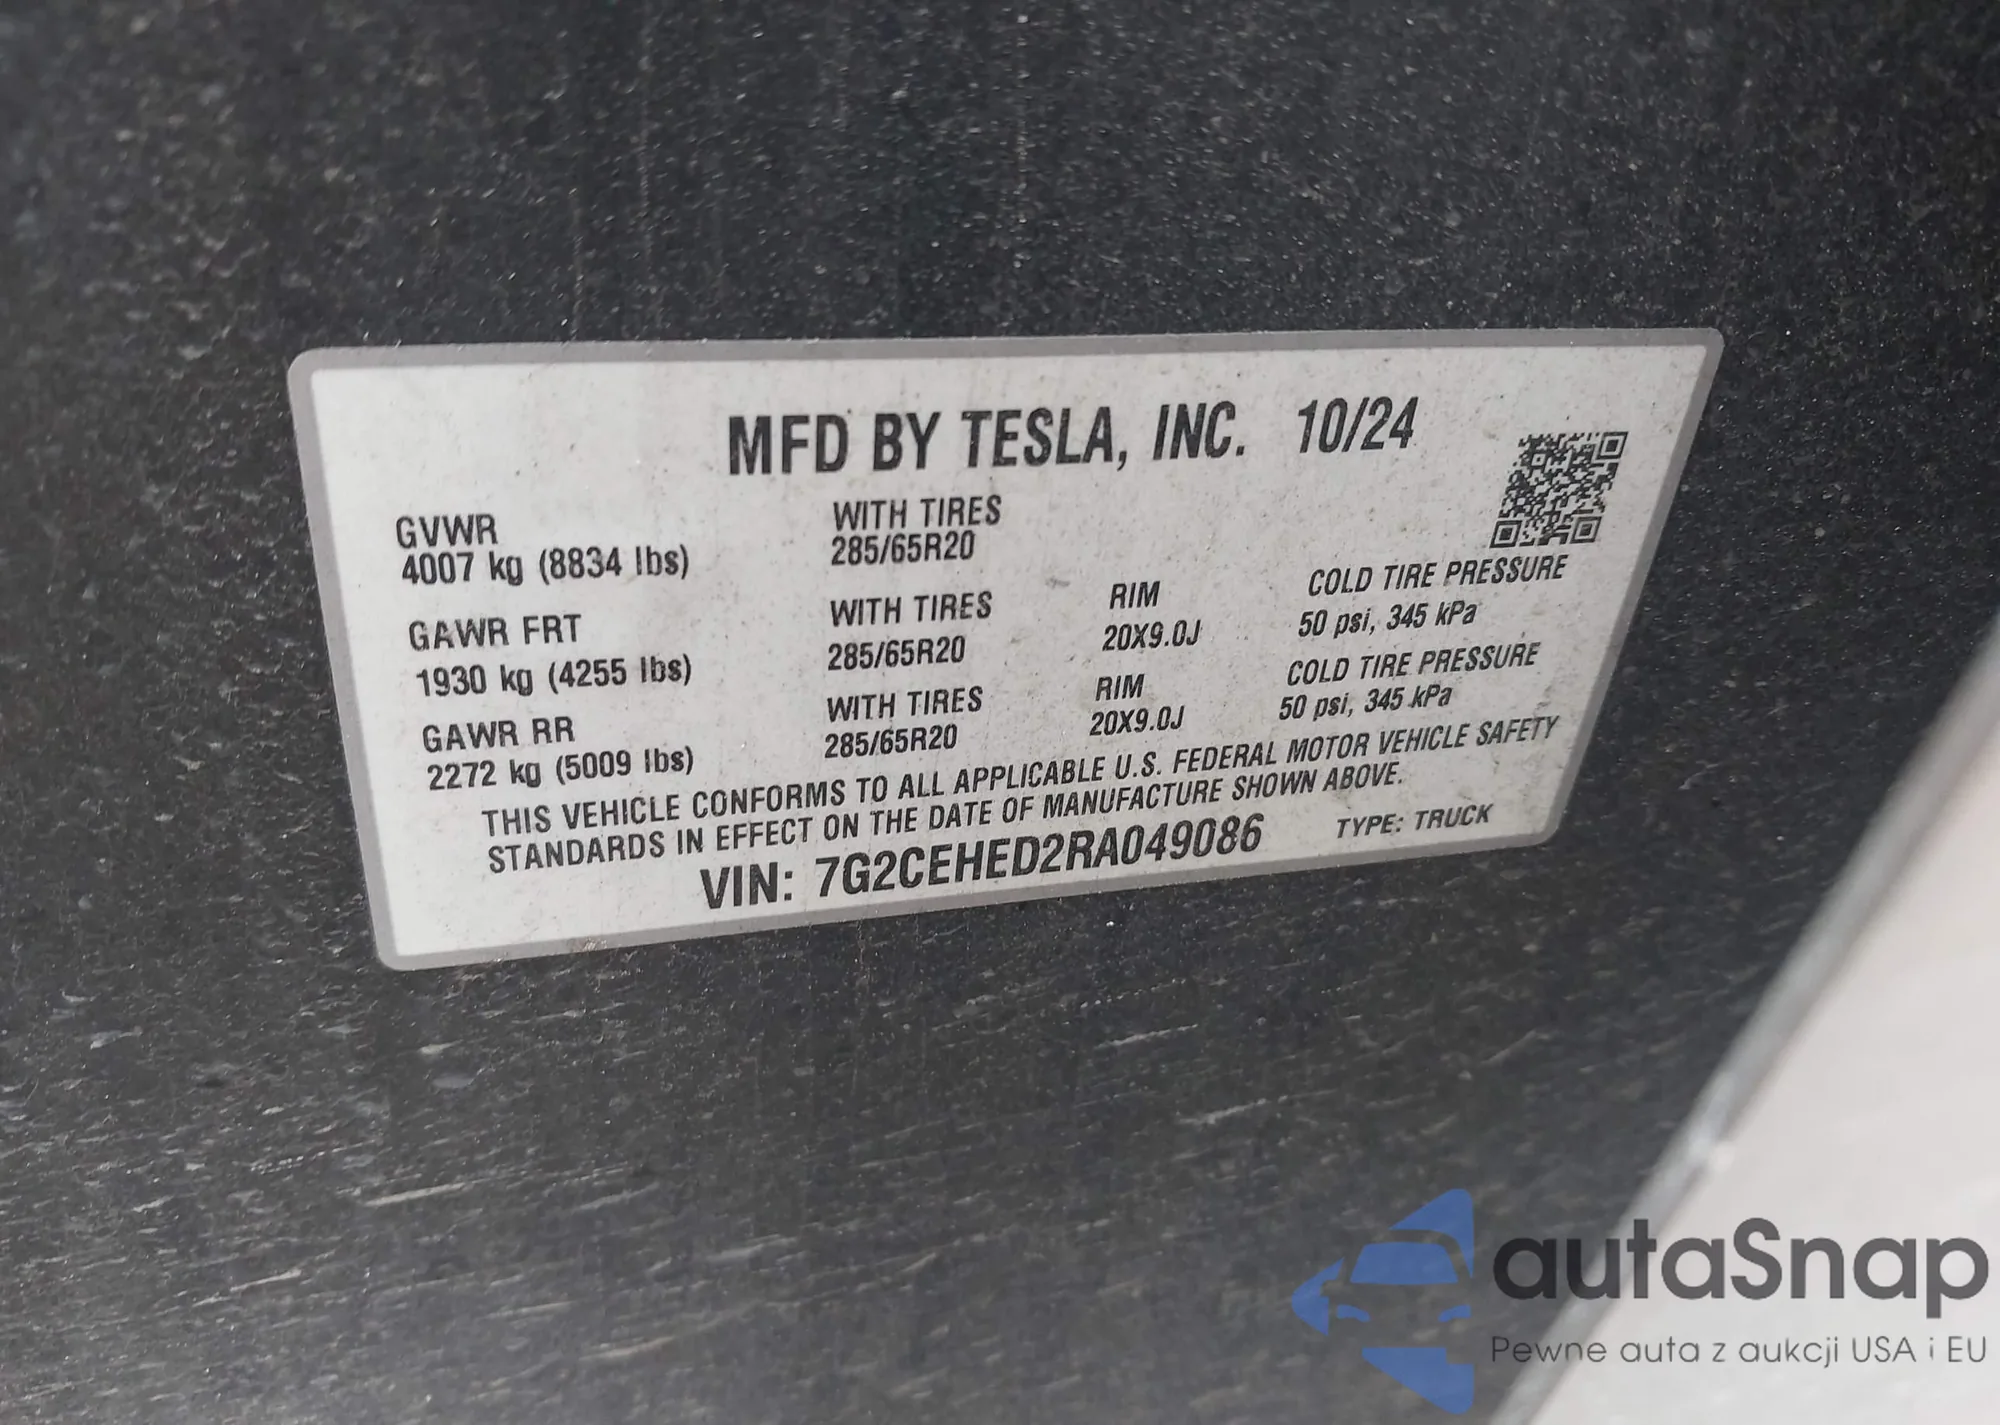 MFD BY TESLA, INC. 10/24
GVWR WITH TIRES
4007 kg (8834 lbs) 285/65R20
GAWR FRT WITH TIRES RIM COLD TIRE PRESSURE
1930 kg (4255 lbs) 285/65R20 20X9.0J 50 psi, 345 kPa
GAWR RR WITH TIRES RIM COLD TIRE PRESSURE
2272 kg (5009 lbs) 285/65R20 20X9.0J 50 psi, 345 kPa
THIS VEHICLE CONFORMS TO ALL APPLICABLE U.S. FEDERAL MOTOR VEHICLE SAFETY
STANDARDS IN EFFECT ON THE DATE OF MANUFACTURE SHOWN ABOVE.
VIN: 7G2CEHED2RA049086 TYPE: TRUCK
autaSnap
Pewne auta z aukcji USA i EU